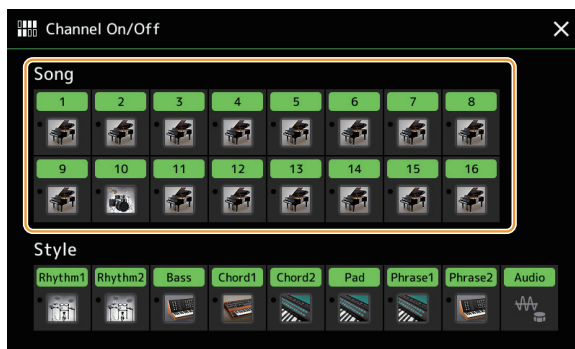 Channel On/Off
Song
1 2 3 4 5 6 7 8
9 10 11 12 13 14 15 16
Style
Rhythm1 Rhythm2 Bass Chord1 Chord2 Pad Phrase1 Phrase2 Audio